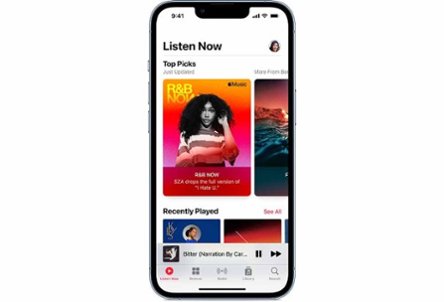 9:41
Listen Now
Top Picks
Just Updated
More From Be
R&B
NOW
Music
R&B NOW
SZA drops the full version of
"I Hate U."
Recently Played
See All
Bitter (Narration By Car...
Listen Now
Browse
Radio
Library
Search